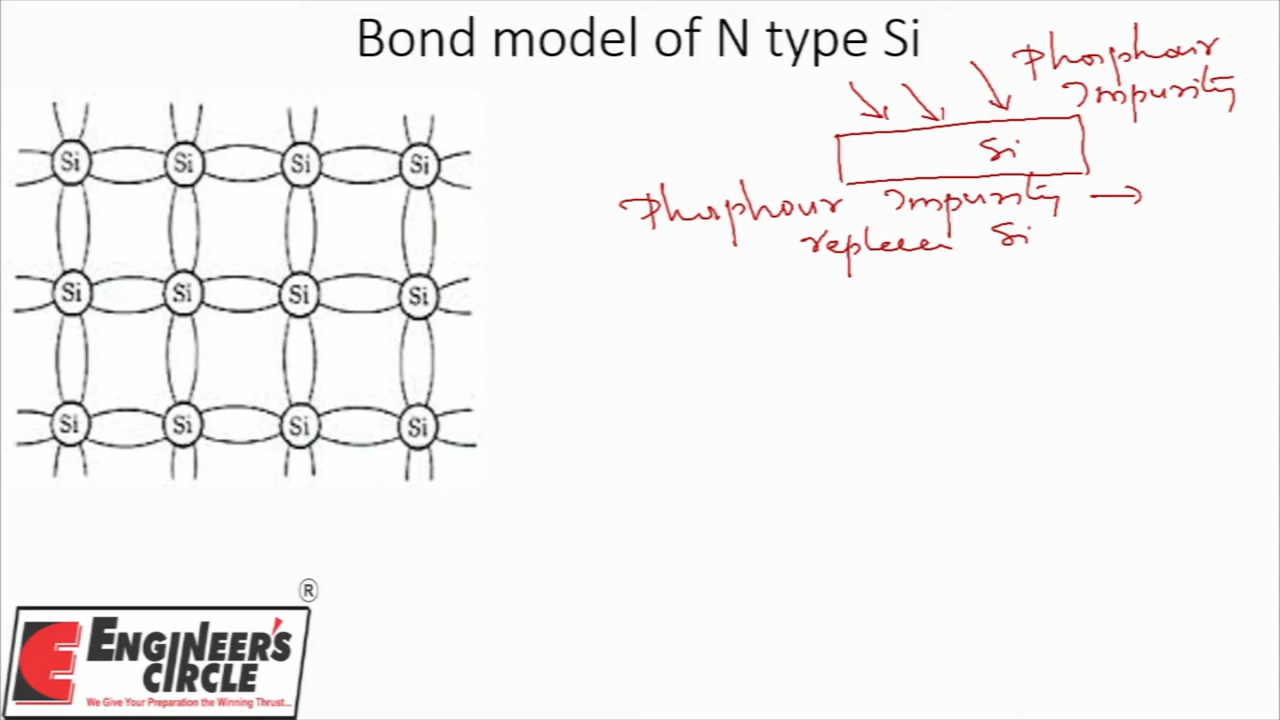 Bond model of N type Si
Phosphour
Impurity
Si
Phosphour Impurity →
replaces Si
Si Si Si Si
Si Si Si Si
Si Si Si Si
®
ENGINEER'S
CIRCLE
We Give Your Preparation the Winning Thrust...